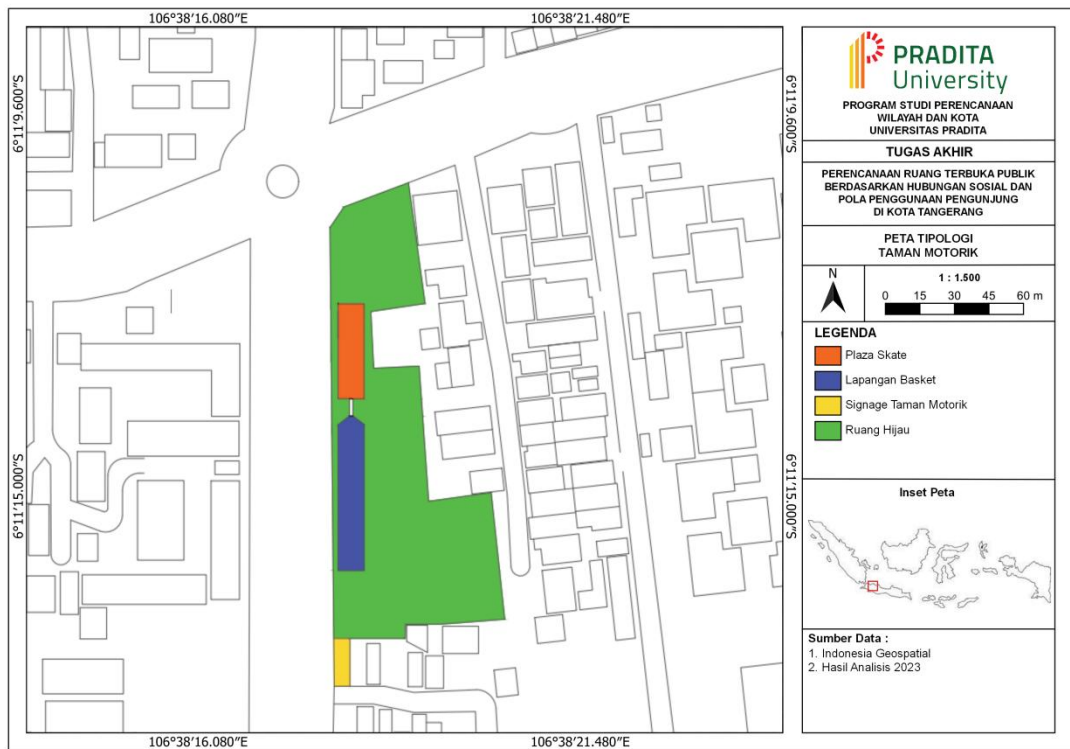 106°38′16.080″E
106°38′21.480″E
6°11′9.600″S
6°11′15.000″S
6°11′9.600″S
6°11′15.000″S
106°38′16.080″E
106°38′21.480″E
PRADITA
University
PROGRAM STUDI PERENCANAAN
WILAYAH DAN KOTA
UNIVERSITAS PRADITA
TUGAS AKHIR
PERENCANAAN RUANG TERBUKA PUBLIK
BERDASARKAN HUBUNGAN SOSIAL DAN
POLA PENGGUNAAN PENGUNJUNG
DI KOTA TANGERANG
PETA TIPOLOGI
TAMAN MOTORIK
N
1 : 1.500
0 15 30 45 60 m
LEGENDA
Plaza Skate
Lapangan Basket
Signage Taman Motorik
Ruang Hijau
Inset Peta
Sumber Data :
1. Indonesia Geospatial
2. Hasil Analisis 2023